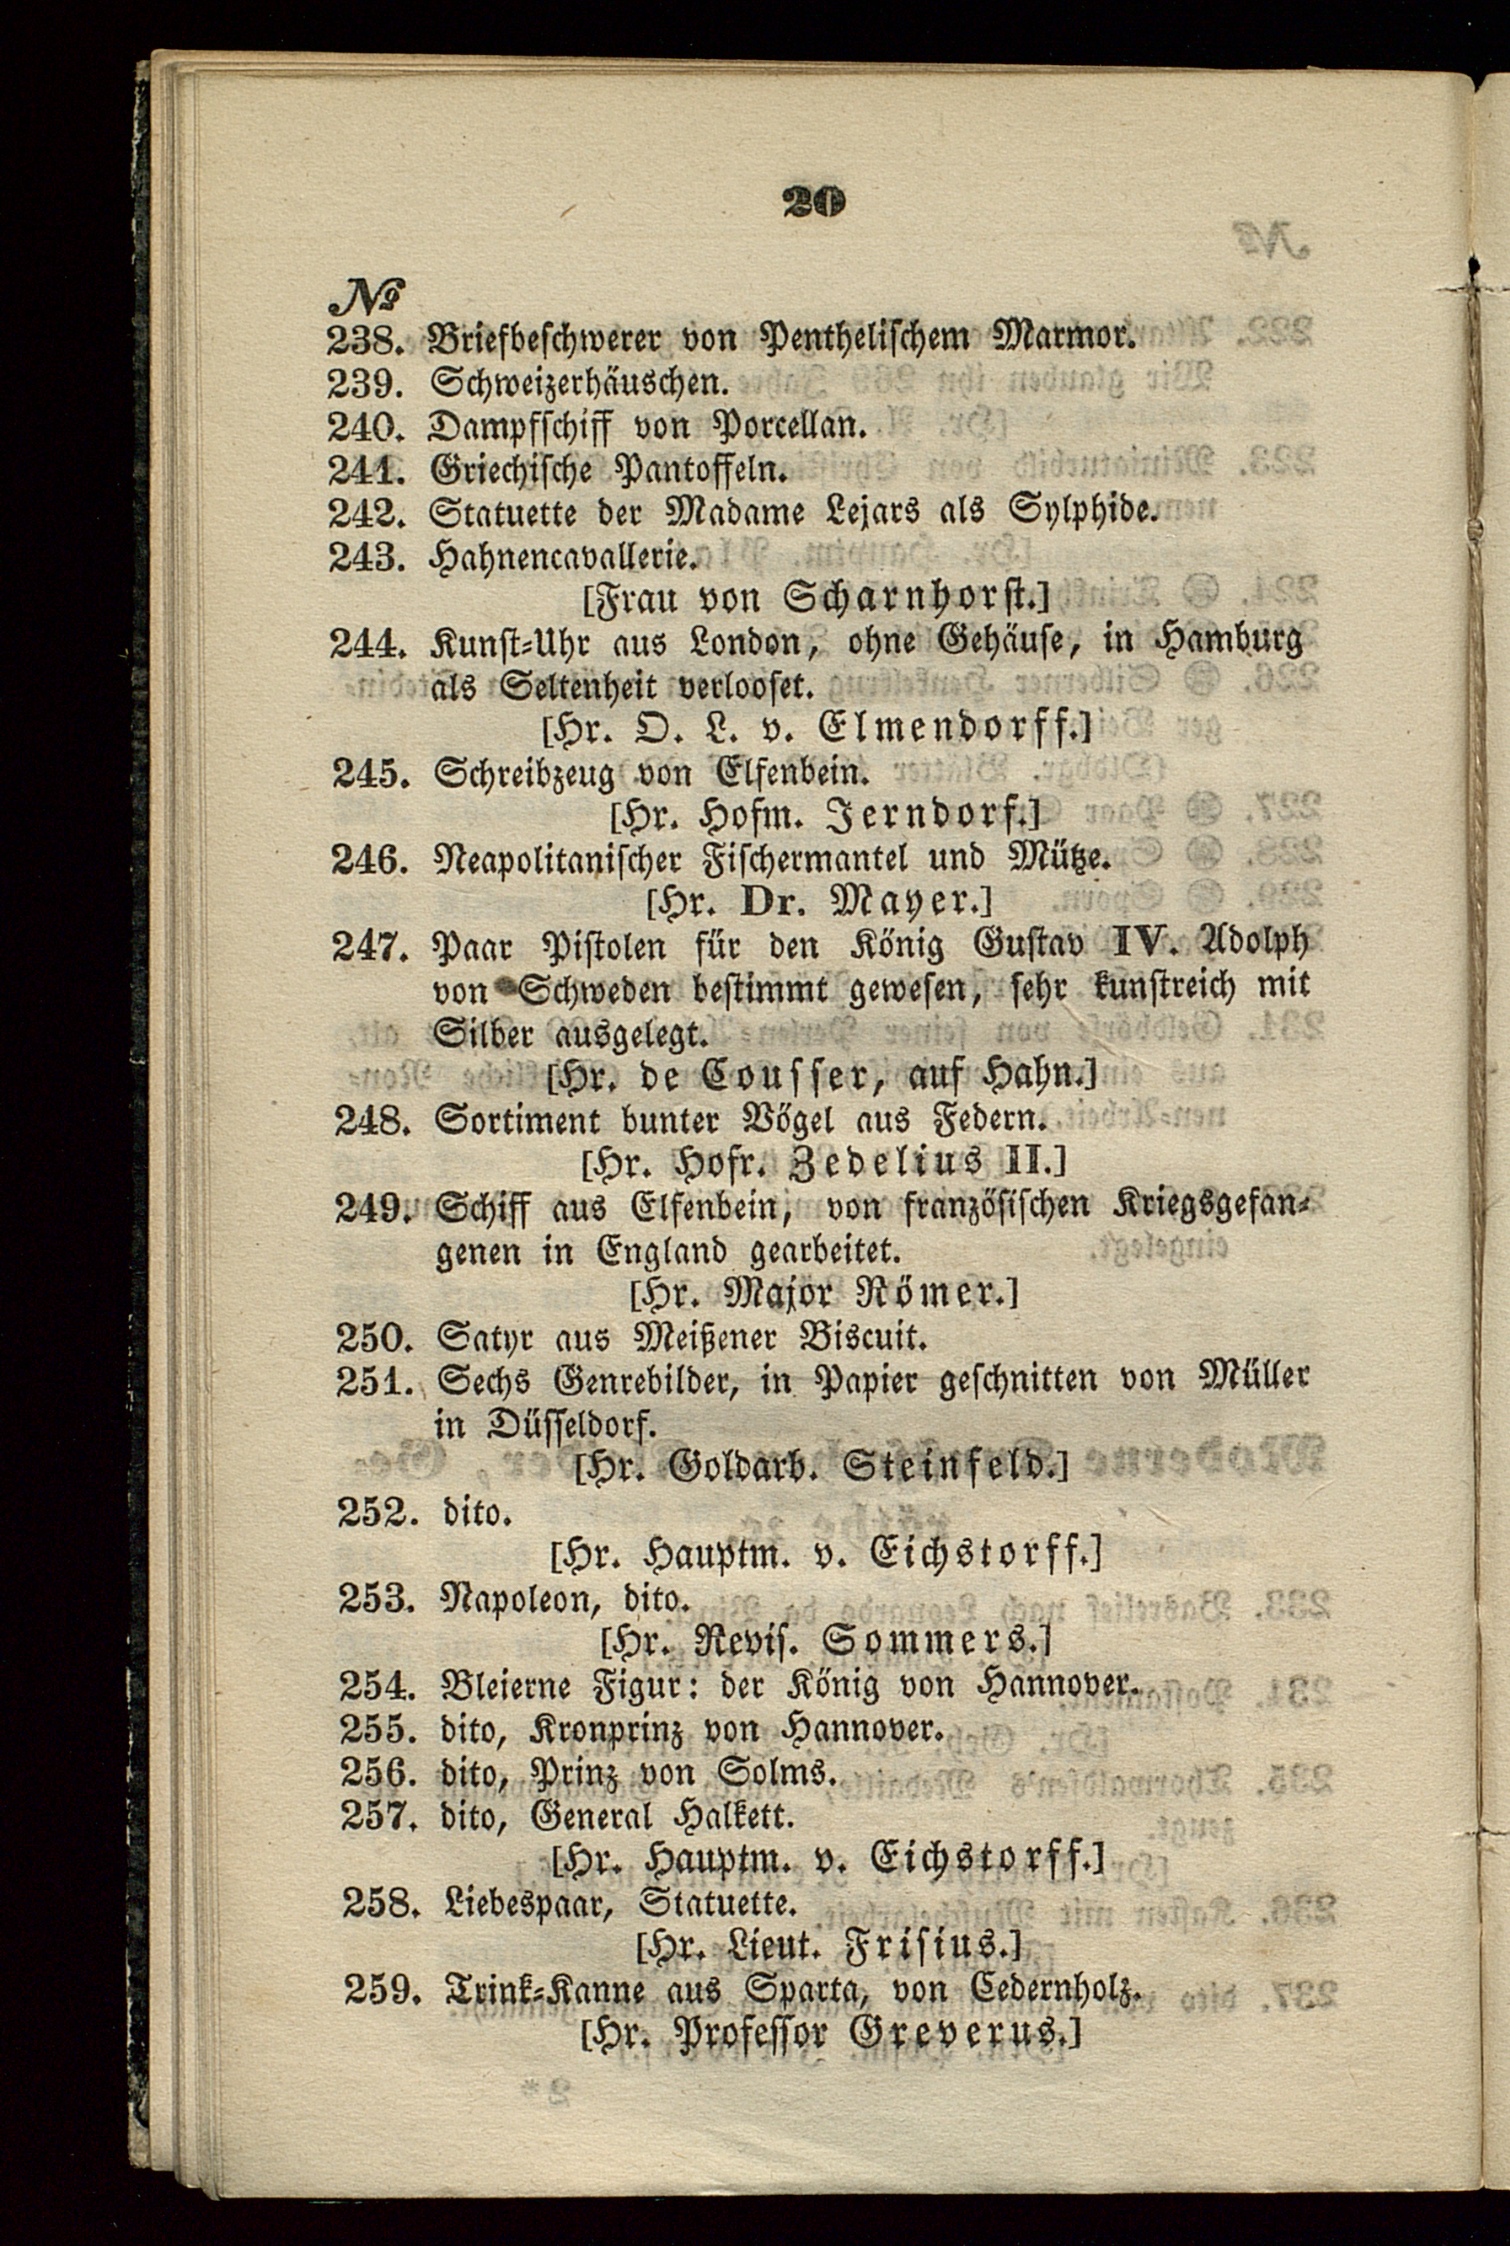 20
№
238. Briefbeschwerer von Penthelischem Marmor.
239. Schweizerhäuschen.
240. Dampfschiff von Porcellan.
241. Griechische Pantoffeln.
242. Statuette der Madame Lejars als Sylphide.
243. Hahnencavallerie.
[Frau von Scharnhorst.]
244. Kunst-Uhr aus London, ohne Gehäuse, in Hamburg
als Seltenheit verlooset.
[Hr. O. L. v. Elmendorff.]
245. Schreibzeug von Elfenbein.
[Hr. Hofm. Jerndorf.]
246. Neapolitanischer Fischermantel und Mütze.
[Hr. Dr. Mayer.]
247. Paar Pistolen für den König Gustav IV. Adolph
von Schweden bestimmt gewesen, sehr kunstreich mit
Silber ausgelegt.
[Hr. de Cousser, auf Hahn.]
248. Sortiment bunter Vögel aus Federn.
[Hr. Hofr. Zedelius II.]
249. Schiff aus Elfenbein, von französischen Kriegsgefan-
genen in England gearbeitet.
[Hr. Major Römer.]
250. Satyr aus Meißener Biscuit.
251. Sechs Genrebilder, in Papier geschnitten von Müller
in Düsseldorf.
[Hr. Goldarb. Steinfeld.]
252. dito.
[Hr. Hauptm. v. Eichstorff.]
253. Napoleon, dito.
[Hr. Revis. Sommers.]
254. Bleierne Figur: der König von Hannover.
255. dito, Kronprinz von Hannover.
256. dito, Prinz von Solms.
257. dito, General Halkett.
[Hr. Hauptm. v. Eichstorff.]
258. Liebespaar, Statuette.
[Hr. Lieut. Frisius.]
259. Trink-Kanne aus Sparta, von Cedernholz.
[Hr. Professor Greverus.]